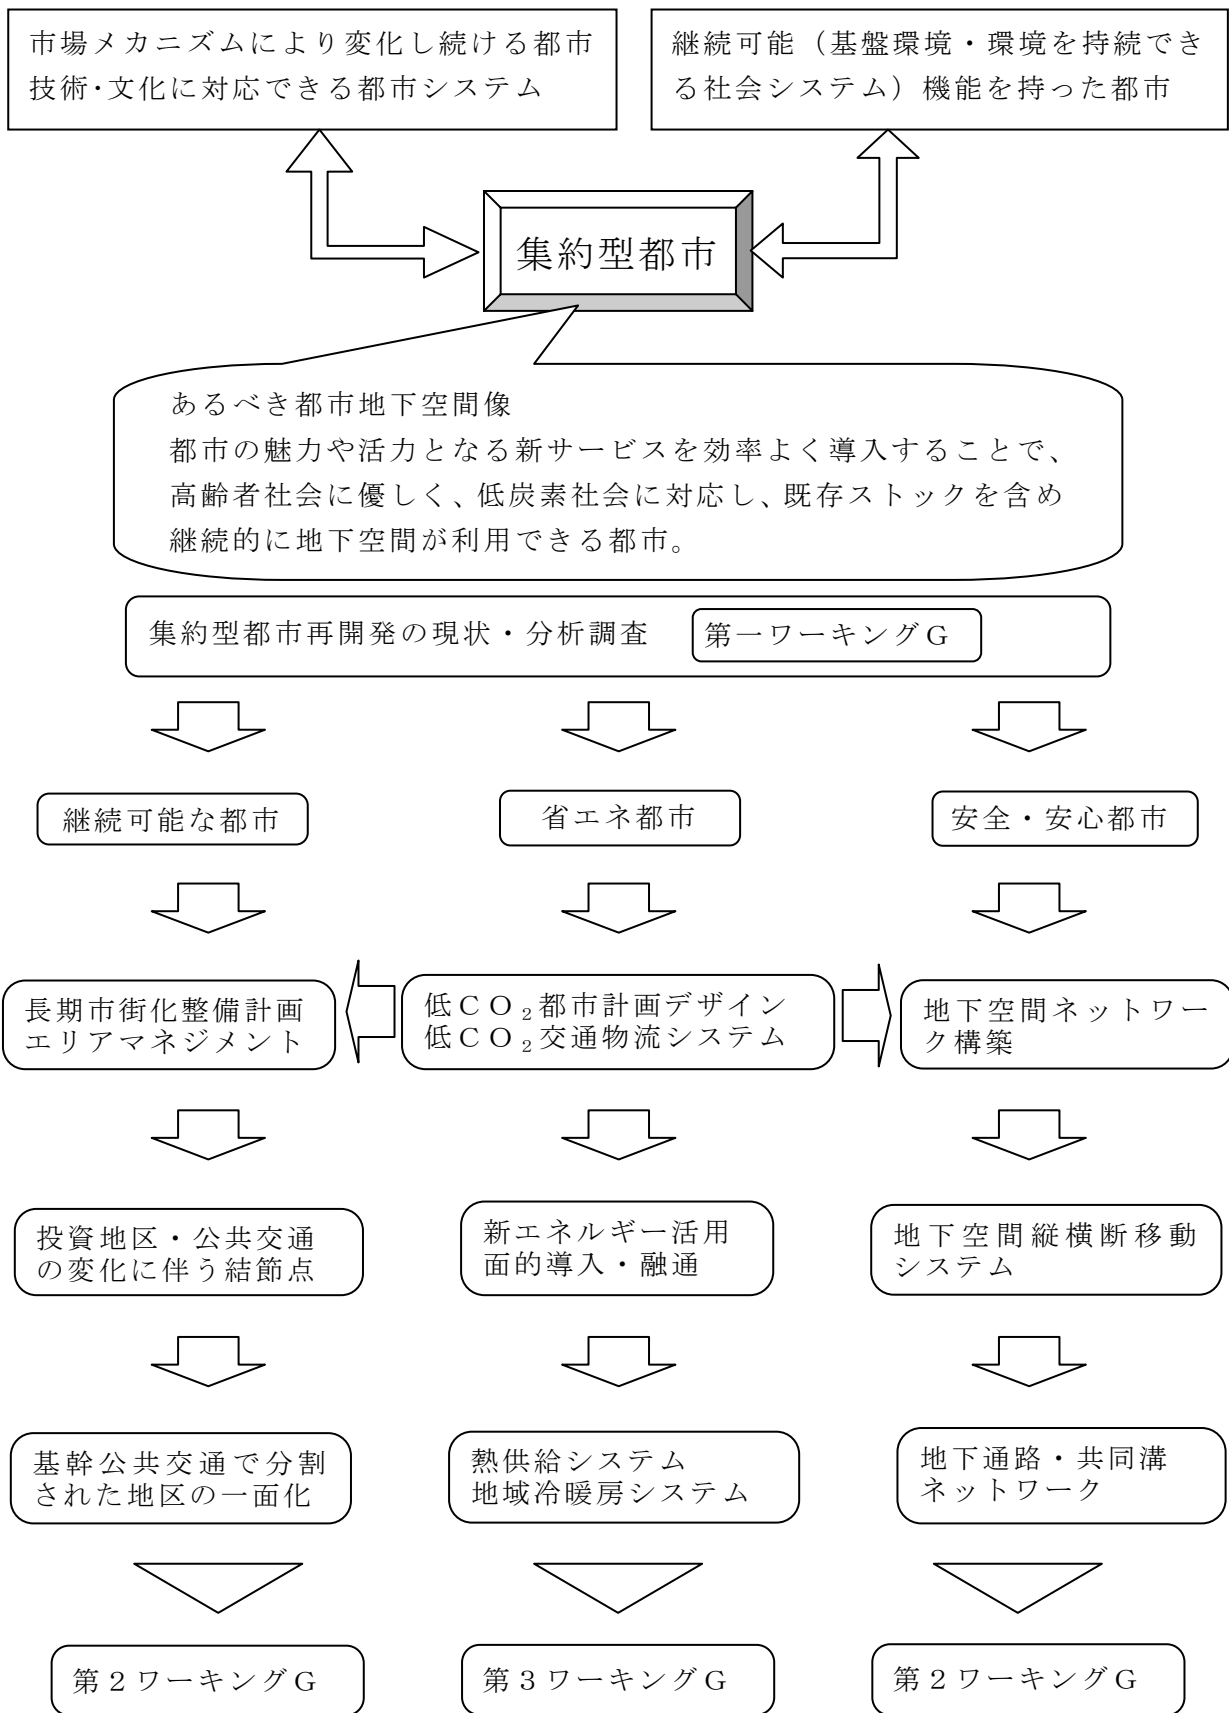 市場メカニズムにより変化し続ける都市
技術・文化に対応できる都市システム
継続可能（基盤環境・環境を持続でき
る社会システム）機能を持った都市
集約型都市
あるべき都市地下空間像
都市の魅力や活力となる新サービスを効率よく導入することで、
高齢者社会に優しく、低炭素社会に対応し、既存ストックを含め
継続的に地下空間が利用できる都市。
集約型都市再開発の現状・分析調査 第一ワーキングＧ
継続可能な都市
省エネ都市
安全・安心都市
長期市街化整備計画
エリアマネジメント
低ＣＯ₂都市計画デザイン
低ＣＯ₂交通物流システム
地下空間ネットワー
ク構築
投資地区・公共交通
の変化に伴う結節点
新エネルギー活用
面的導入・融通
地下空間縦横断移動
システム
基幹公共交通で分割
された地区の一面化
熱供給システム
地域冷暖房システム
地下通路・共同溝
ネットワーク
第２ワーキングＧ
第３ワーキングＧ
第２ワーキングＧ